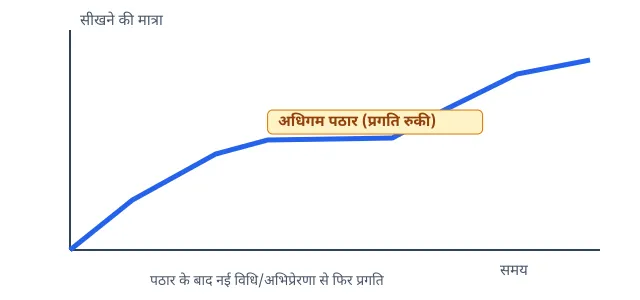 सीखने की मात्रा
अधिगम पठार (प्रगति रुकी)
समय
पठार के बाद नई विधि/अभिप्रेरणा से फिर प्रगति